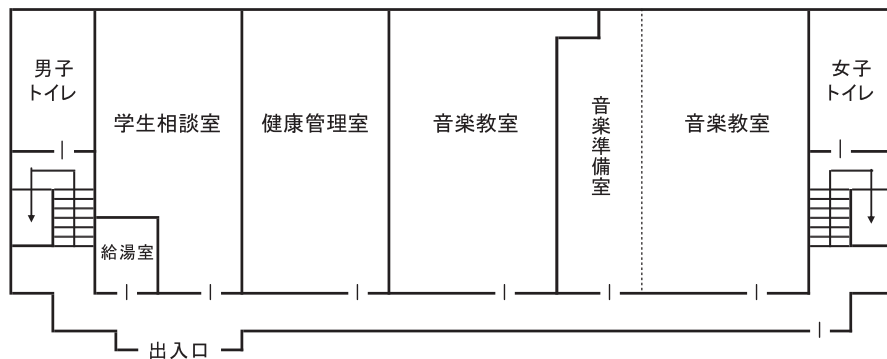 男子
トイレ
学生相談室
健康管理室
音楽教室
音楽準備室
音楽教室
女子
トイレ
給湯室
出入口